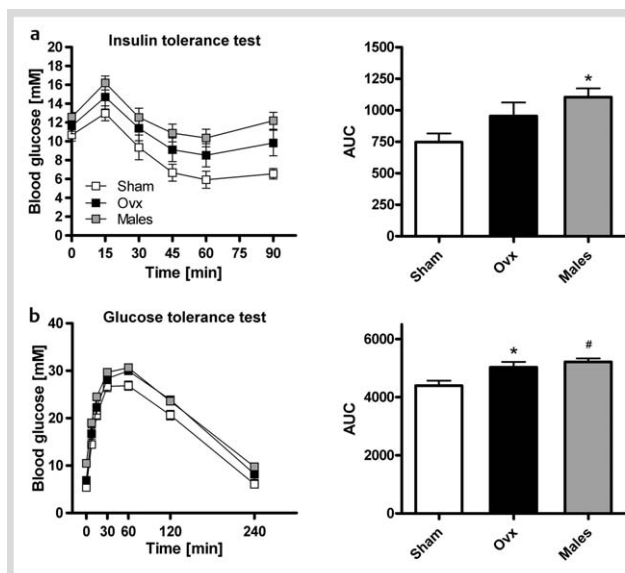 a
Insulin tolerance test
Blood glucose [mM]
20
18
16
14
12
10
8
6
4
2
0
Sham
Ovx
Males
0 15 30 45 60 75 90
Time [min]
AUC
1500
1250
1000
750
500
250
0
*
Sham Ovx Males
b
Glucose tolerance test
Blood glucose [mM]
40
30
20
10
0
0 30 60 120 240
Time [min]
AUC
6000
4000
2000
0
* #
Sham Ovx Males